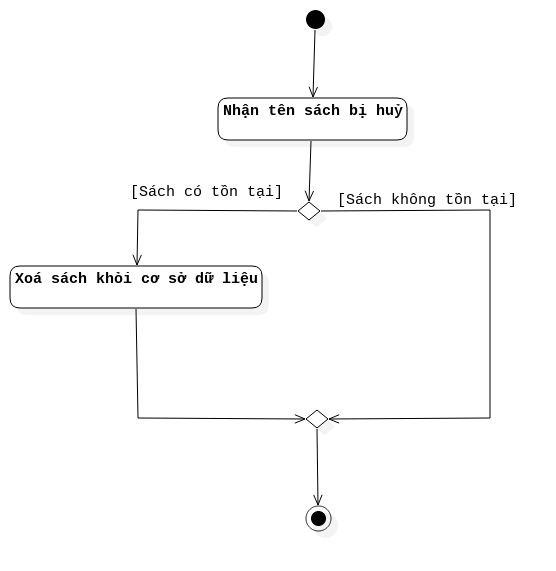 Nhận tên sách bị huỷ
[Sách có tồn tại]
[Sách không tồn tại]
Xoá sách khỏi cơ sở dữ liệu